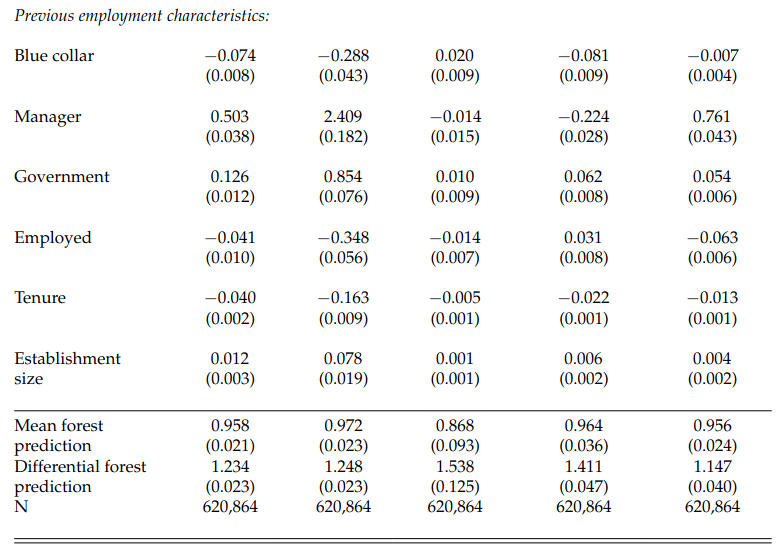 Previous employment characteristics:
Blue collar −0.074 −0.288 0.020 −0.081 −0.007
(0.008) (0.043) (0.009) (0.009) (0.004)
Manager 0.503 2.409 −0.014 −0.224 0.761
(0.038) (0.182) (0.015) (0.028) (0.043)
Government 0.126 0.854 0.010 0.062 0.054
(0.012) (0.076) (0.009) (0.008) (0.006)
Employed −0.041 −0.348 −0.014 0.031 −0.063
(0.010) (0.056) (0.007) (0.008) (0.006)
Tenure −0.040 −0.163 −0.005 −0.022 −0.013
(0.002) (0.009) (0.001) (0.001) (0.001)
Establishment 0.012 0.078 0.001 0.006 0.004
size (0.003) (0.019) (0.001) (0.002) (0.002)
Mean forest 0.958 0.972 0.868 0.964 0.956
prediction (0.021) (0.023) (0.093) (0.036) (0.024)
Differential forest 1.234 1.248 1.538 1.411 1.147
prediction (0.023) (0.023) (0.125) (0.047) (0.040)
N 620,864 620,864 620,864 620,864 620,864